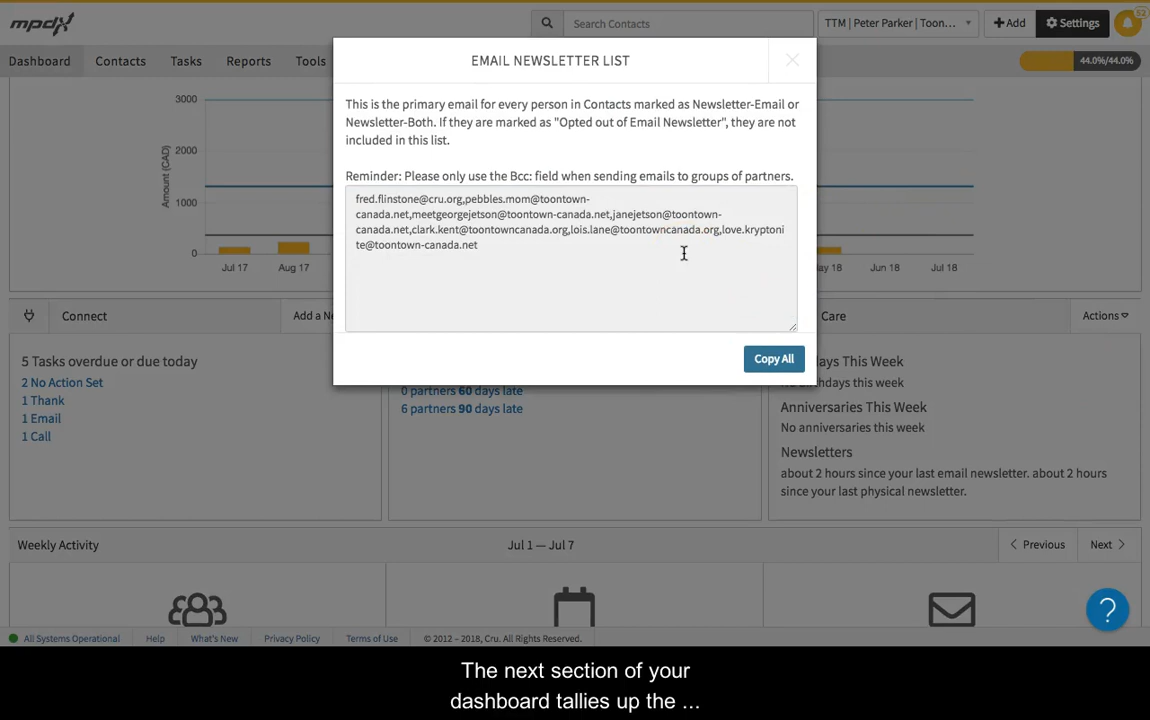 mpdx
Search Contacts
TTM | Peter Parker | Toon...
Add
Settings
52
Dashboard
Contacts
Tasks
Reports
Tools
44.0%/44.0%
EMAIL NEWSLETTER LIST
This is the primary email for every person in Contacts marked as Newsletter-Email or
Newsletter-Both. If they are marked as "Opted out of Email Newsletter", they are not
included in this list.
Reminder: Please only use the Bcc: field when sending emails to groups of partners.
fred.flinstone@cru.org,pebbles.mom@toontown-
canada.net,meetgeorgejetson@toontown-canada.net,janejetson@toontown-
canada.net,clark.kent@toontowncanada.org,lois.lane@toontowncanada.org,love.kryptoni
te@toontown-canada.net
Copy All
Amount (CAD)
3000
2000
1000
0
Jul 17
Aug 17
ay 18
Jun 18
Jul 18
Connect
Add a Ne
Care
Actions
5 Tasks overdue or due today
2 No Action Set
1 Thank
1 Email
1 Call
0 partners 60 days late
6 partners 90 days late
days This Week
birthdays this week
Anniversaries This Week
No anniversaries this week
Newsletters
about 2 hours since your last email newsletter. about 2 hours
since your last physical newsletter.
Weekly Activity
Jul 1 — Jul 7
Previous
Next
?
All Systems Operational
Help
What's New
Privacy Policy
Terms of Use
© 2012 – 2018, Cru. All Rights Reserved.
The next section of your
dashboard tallies up the ...